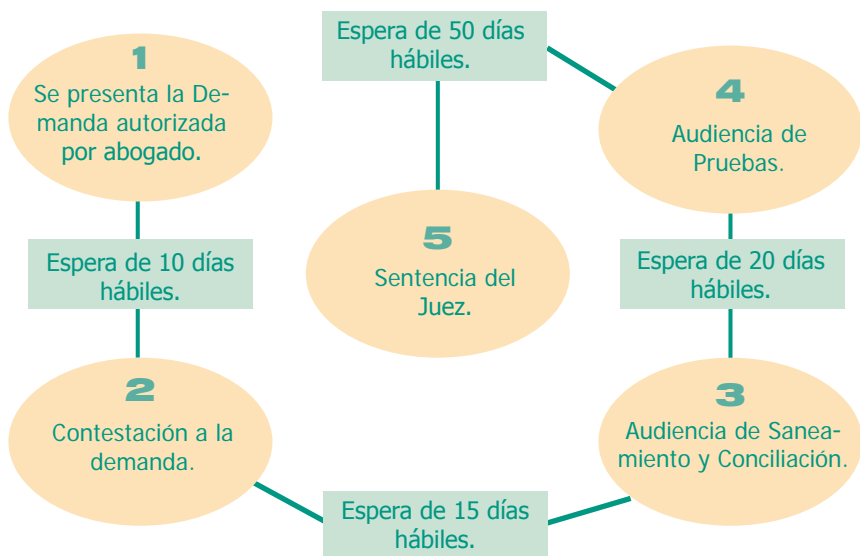 1
Se presenta la De-
manda autorizada
por abogado.
Espera de 10 días
hábiles.
2
Contestación a la
demanda.
Espera de 15 días
hábiles.
3
Audiencia de Sanea-
miento y Conciliación.
Espera de 20 días
hábiles.
4
Audiencia de
Pruebas.
Espera de 50 días
hábiles.
5
Sentencia del
Juez.